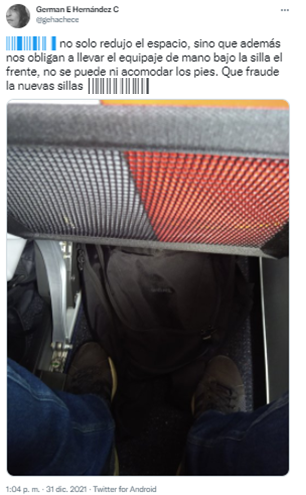 German E Hernández C
@gehachece
no solo redujo el espacio, sino que además
nos obligan a llevar el equipaje de mano bajo la silla el
frente, no se puede ni acomodar los pies. Que fraude
la nuevas sillas
1:04 p. m. · 31 dic. 2021 · Twitter for Android